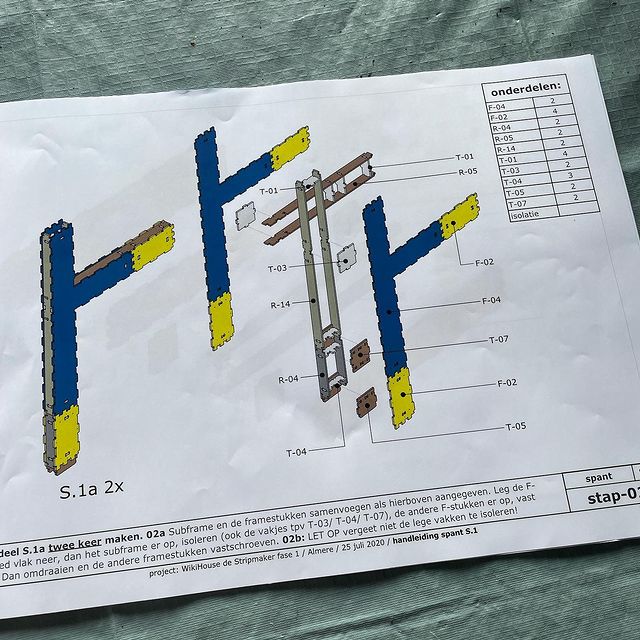 onderdelen:
F-04 2
F-02 4
R-04 2
R-05 2
R-14 2
T-01 4
T-03 2
T-04 3
T-05 2
T-07 2
isolatie
T-01
R-05
T-01
T-03
F-02
R-14
F-04
T-07
R-04
F-02
T-05
T-04
S.1a 2x
deel S.1a twee keer maken. 02a Subframe en de framestukken samenvoegen als hierboven aangegeven. Leg de F-
ed vlak neer, dan het subframe er op, isoleren (ook de vakjes tpv T-03/ T-04/ T-07), de andere F-stukken er op, vast
Dan omdraaien en de andere framestukken vastschroeven. 02b: LET OP vergeet niet de lege vakken te isoleren!
project: WikiHouse de Stripmaker fase 1 / Almere / 25 juli 2020 / handleiding spant S.1
spant
stap-02